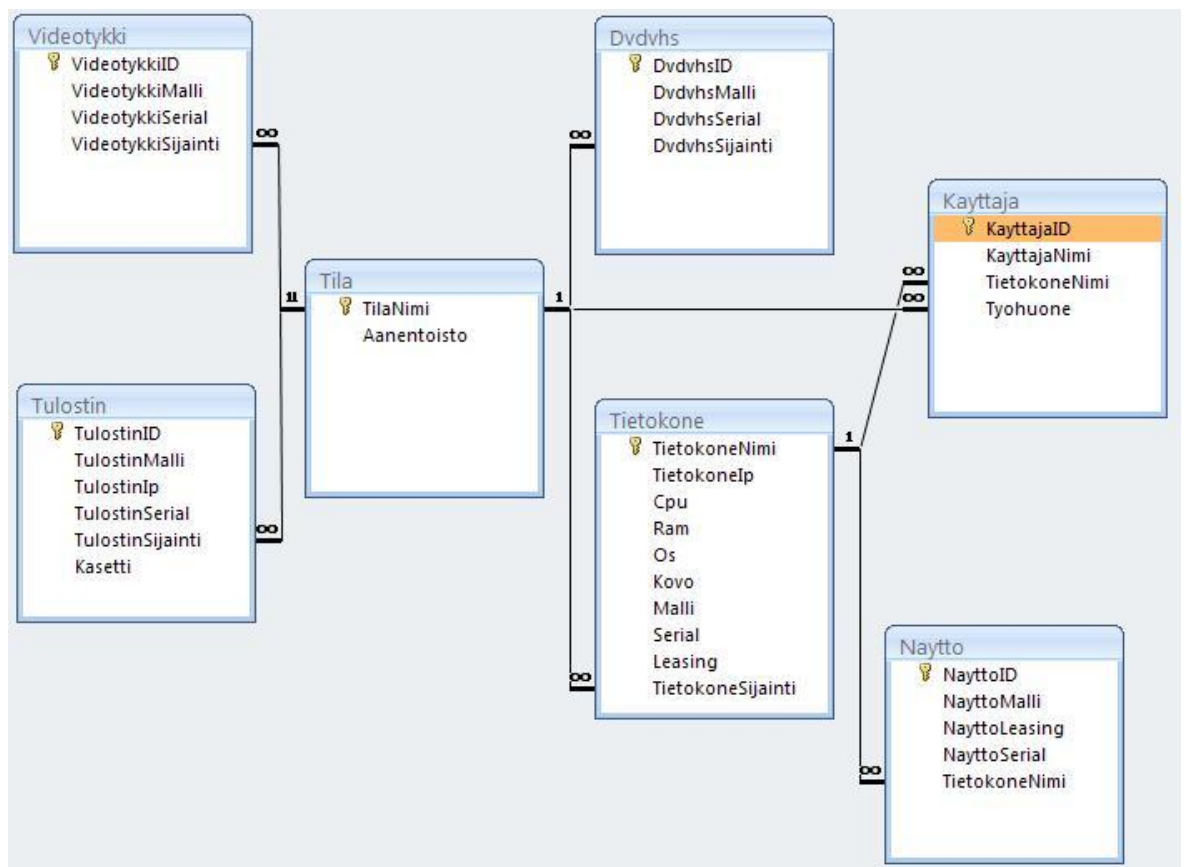 Videotykki
VideotykkiID
VideotykkiMalli
VideotykkiSerial
VideotykkiSijainti
∞
Dvdvhs
DvdvhsID
DvdvhsMalli
DvdvhsSerial
DvdvhsSijainti
∞
Kayttaja
KayttajaID
KayttajaNimi
TietokoneNimi
Tyohuone
∞
∞
Tila
TilaNimi
Aanentoisto
11
1
Tulostin
TulostinID
TulostinMalli
TulostinIp
TulostinSerial
TulostinSijainti
Kasetti
∞
Tietokone
TietokoneNimi
TietokoneIp
Cpu
Ram
Os
Kovo
Malli
Serial
Leasing
TietokoneSijainti
1
∞
Naytto
NayttoID
NayttoMalli
NayttoLeasing
NayttoSerial
TietokoneNimi
∞